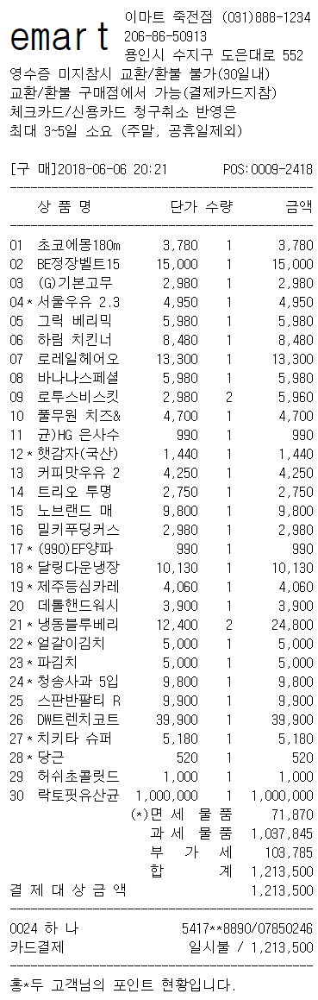 emart
이마트 죽전점 (031)888-1234
206-86-50913
용인시 수지구 도은대로 552
영수증 미지참시 교환/환불 불가(30일내)
교환/환불 구매점에서 가능(결제카드지참)
체크카드/신용카드 청구취소 반영은
최대 3~5일 소요 (주말, 공휴일제외)
[구 매]2018-06-06 20:21 POS:0009-2418
상 품 명 단가 수량 금액
01 초코에몽180m 3,780 1 3,780
02 BE정장벨트15 15,000 1 15,000
03 (G)기본고무 2,980 1 2,980
04 * 서울우유 2.3 4,950 1 4,950
05 그릭 베리믹 5,980 1 5,980
06 하림 치킨너 8,480 1 8,480
07 로레일헤어오 13,300 1 13,300
08 바나나스페셜 5,980 1 5,980
09 로투스비스킷 2,980 2 5,960
10 풀무원 치즈& 4,700 1 4,700
11 균)HG 은사수 990 1 990
12 * 햇감자(국산) 1,440 1 1,440
13 커피맛우유 2 4,250 1 4,250
14 트리오 투명 2,750 1 2,750
15 노브랜드 매 9,800 1 9,800
16 밀키푸딩커스 2,980 1 2,980
17 * (990)EF양파 990 1 990
18 * 달링다운냉장 10,130 1 10,130
19 * 제주등심카레 4,060 1 4,060
20 데톨핸드워시 3,900 1 3,900
21 * 냉동블루베리 12,400 2 24,800
22 * 얼갈이김치 5,000 1 5,000
23 * 파김치 5,000 1 5,000
24 * 청송사과 5입 9,800 1 9,800
25 스판반팔티 R 9,900 1 9,900
26 DW트렌치코트 39,900 1 39,900
27 * 치키타 슈퍼 5,180 1 5,180
28 * 당근 520 1 520
29 허쉬초콜릿드 1,000 1 1,000
30 락토핏유산균 1,000,000 1 1,000,000
(*)면 세 물 품 71,870
과 세 물 품 1,037,845
부 가 세 103,785
합 계 1,213,500
결 제 대 상 금 액 1,213,500
0024 하 나 5417**8890/07850246
카드결제 일시불 / 1,213,500
홍*두 고객님의 포인트 현황입니다.